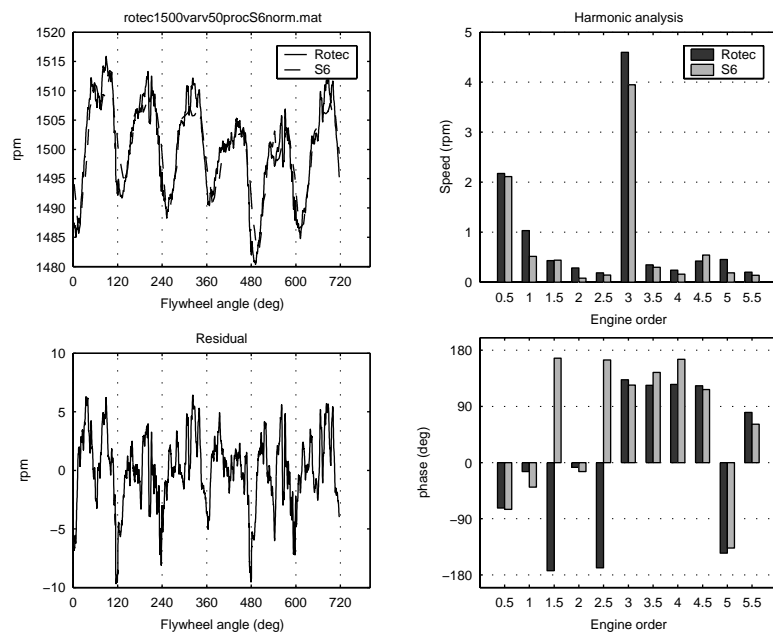 rotec1500varv50procS6norm.mat
1520
1515
1510
1505
1500
1495
1490
1485
1480
rpm
0 120 240 360 480 600 720
Flywheel angle (deg)
Rotec
S6
Harmonic analysis
5
4
3
2
1
0
Speed (rpm)
0.5 1 1.5 2 2.5 3 3.5 4 4.5 5 5.5
Engine order
Rotec
S6
Residual
10
5
0
−5
−10
rpm
0 120 240 360 480 600 720
Flywheel angle (deg)
180
90
0
−90
−180
phase (deg)
0.5 1 1.5 2 2.5 3 3.5 4 4.5 5 5.5
Engine order